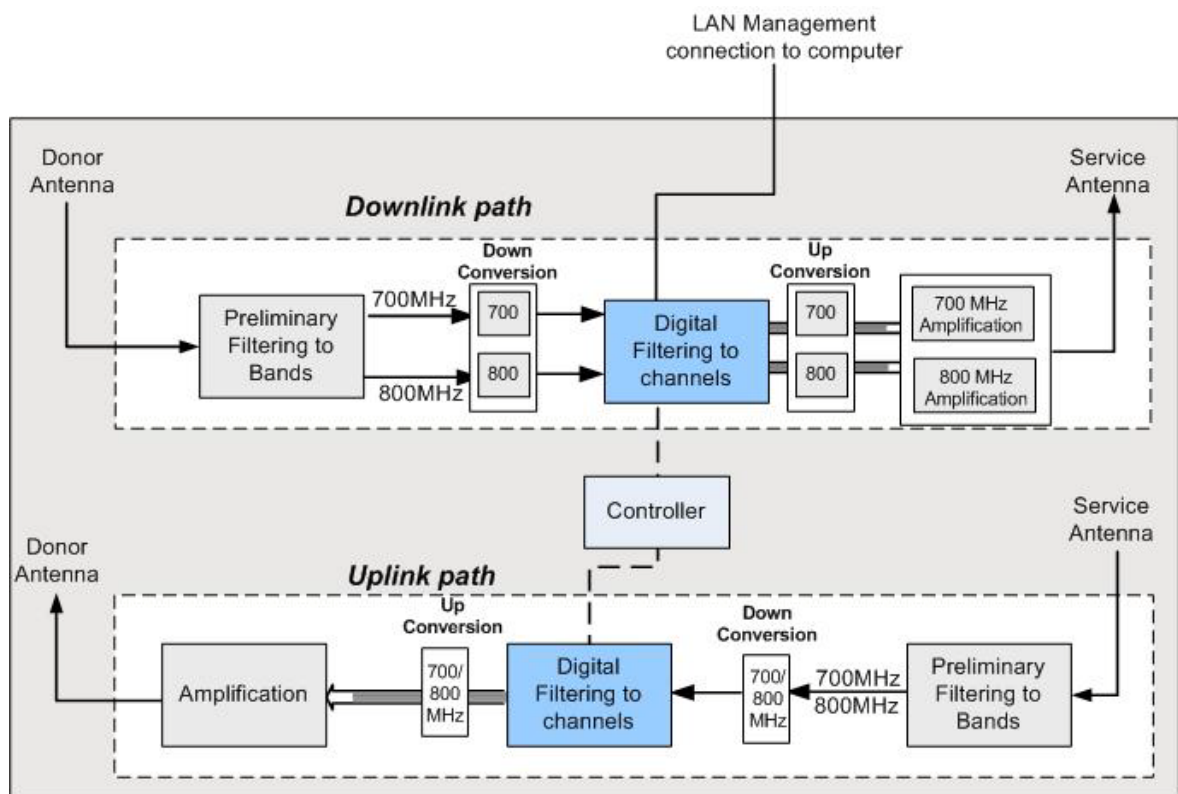 LAN Management
connection to computer
Donor
Antenna
Service
Antenna
Downlink path
Down
Conversion
Up
Conversion
Preliminary
Filtering to
Bands
700MHz
800MHz
700
800
Digital
Filtering to
channels
700
800
700 MHz
Amplification
800 MHz
Amplification
Controller
Donor
Antenna
Service
Antenna
Uplink path
Up
Conversion
Down
Conversion
Amplification
700/
800
MHz
Digital
Filtering to
channels
700/
800
MHz
700MHz
800MHz
Preliminary
Filtering to
Bands